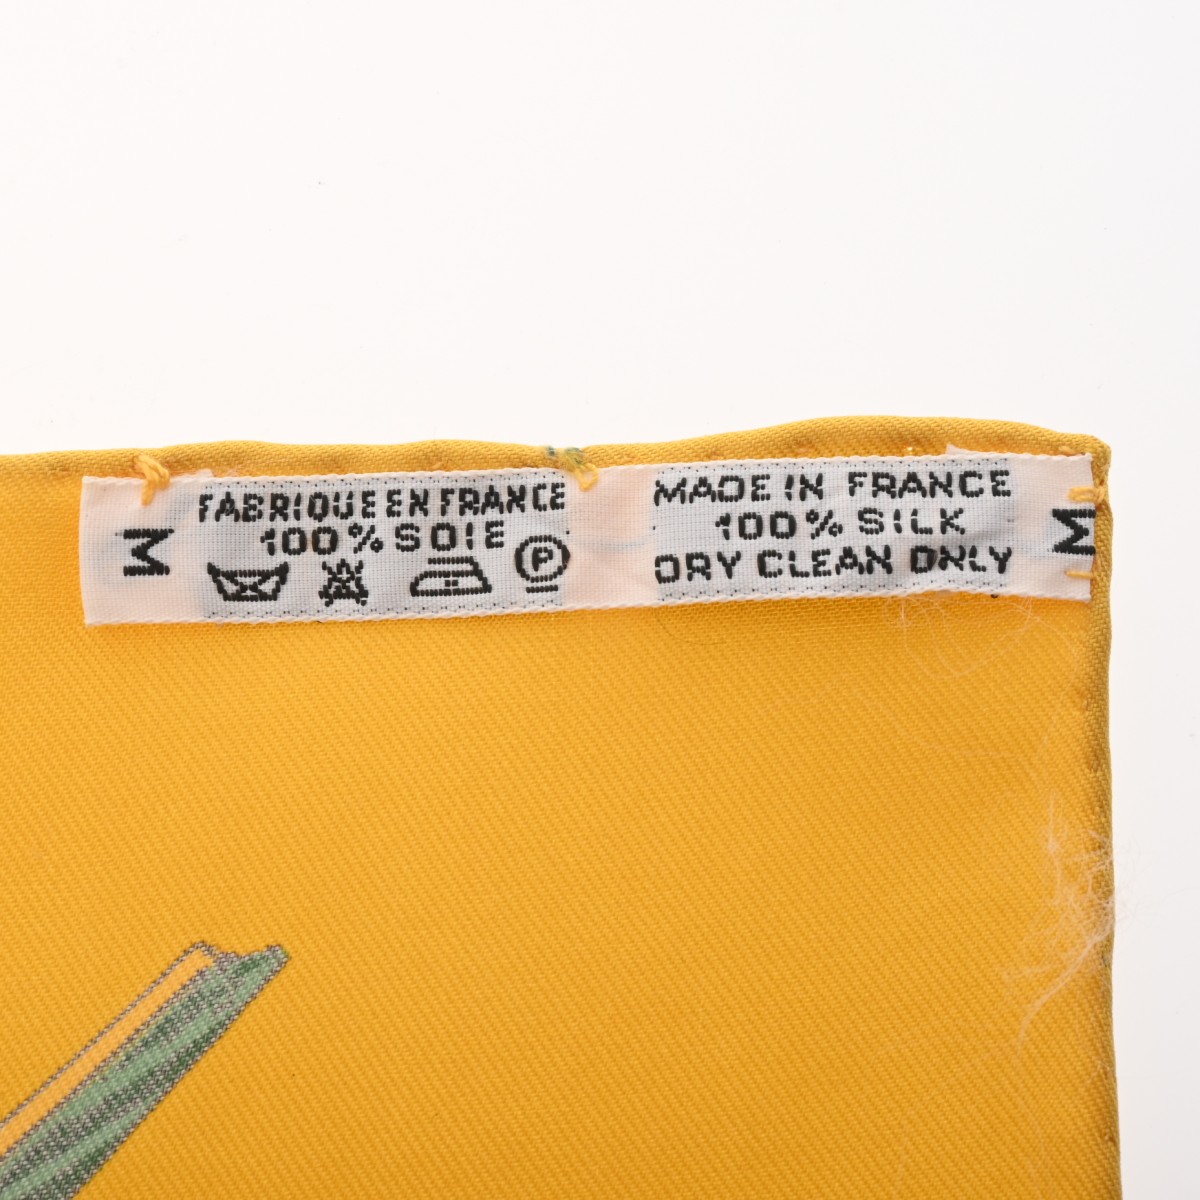 M
FABRIQUE EN FRANCE
100% SOIE
P
MADE IN FRANCE
100% SILK
DRY CLEAN ONLY
M